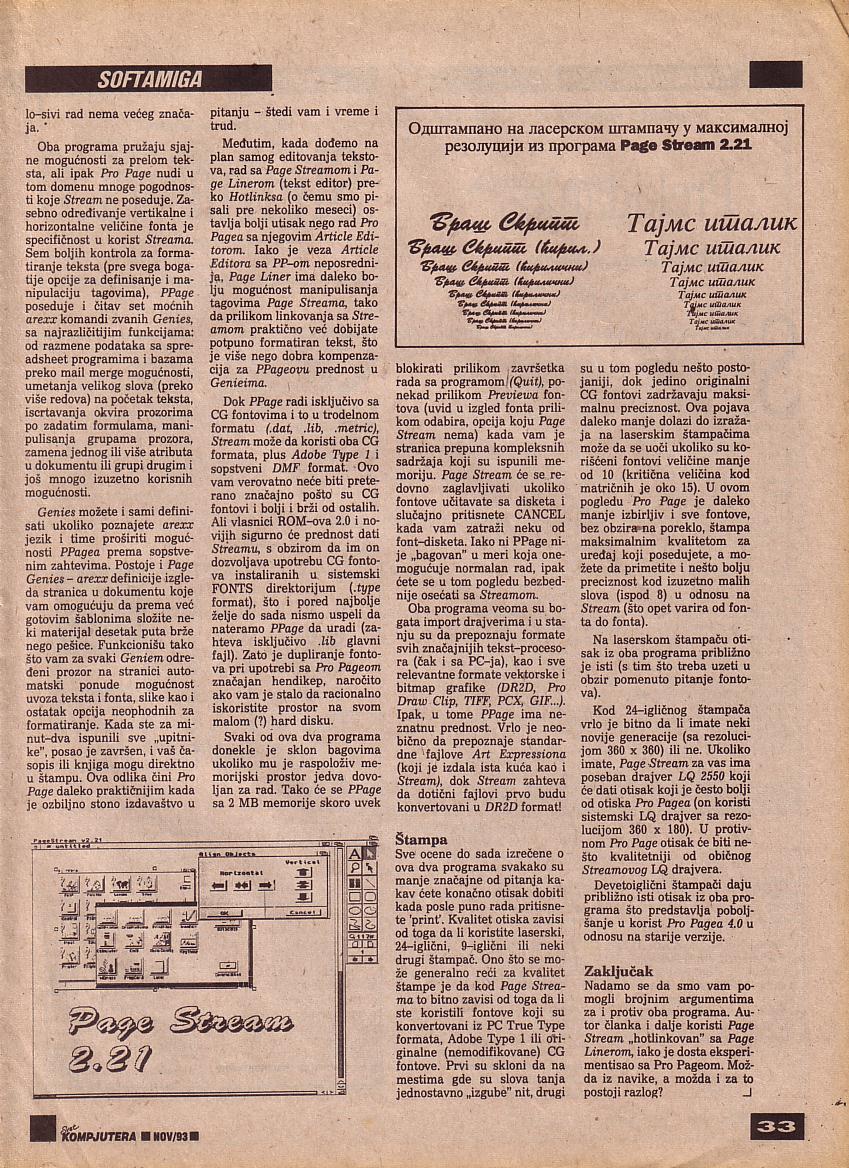 SOFTAMIGA
lo-sivi rad nema većeg znača-
ja.
Oba programa pružaju sjaj-
ne mogućnosti za prelom tek-
sta, ali ipak Pro Page nudi u
tom domenu mnoge pogodnos-
ti koje Stream ne poseduje. Za-
sebno određivanje vertikalne i
horizontalne veličine fonta je
specifičnost u korist Streama.
Sem boljih kontrola za forma-
tiranje teksta (pre svega boga-
tije opcije za definisanje i ma-
nipulaciju tagovima), PPage
poseduje i čitav set moćnih
arexx komandi zvanih Genies,
sa najrazličitijim funkcijama:
od razmene podataka sa spre-
adsheet programima i bazama
preko mail merge mogućnosti,
umetanja velikog slova (preko
više redova) na početak teksta,
iscrtavanja okvira prozorima
po zadatim formulama, mani-
pulisanja grupama prozora,
zamena jednog ili više atributa
u dokumentu ili grupi drugim i
još mnogo izuzetno korisnih
mogućnosti.
Genies možete i sami defini-
sati ukoliko poznajete arexx
jezik i time proširiti moguć-
nosti PPagea prema sopstve-
nim zahtevima. Postoje i Page
Genies – arexx definicije izgle-
da stranica u dokumentu koje
vam omogućuju da prema već
gotovim šablonima složite ne-
ki materijal desetak puta brže
nego pešice. Funkcionišu tako
što vam za svaki Geniem odre-
đeni prozor na stranici auto-
matski ponude mogućnost
uvoza teksta i fonta, slike kao i
ostatak opcija neophodnih za
formatiranje. Kada ste za mi-
nut-dva ispunili sve „upitni-
ke", posao je završen, i vaš ča-
sopis ili knjiga mogu direktno
u štampu. Ova odlika čini Pro
Page daleko praktičnijim kada
je ozbiljno stono izdavaštvo u
pitanju – štedi vam i vreme i
trud.
Međutim, kada dođemo na
plan samog editovanja teksto-
va, rad sa Page Streamom i Pa-
ge Linerom (tekst editor) pre-
ko Hotlinksa (o čemu smo pi-
sali pre nekoliko meseci) os-
tavlja bolji utisak nego rad Pro
Pagea sa njegovim Article Edi-
torom. Iako je veza Article
Editora sa PP-om neposredni-
ja, Page Liner ima daleko bo-
lju mogućnost manipulisanja
tagovima Page Streama, tako
da prilikom linkovanja sa Stre-
amom praktično već dobijate
potpuno formatiran tekst, što
je više nego dobra kompenza-
cija za PPageovu prednost u
Genieima.
Dok PPage radi isključivo sa
CG fontovima i to u trodelnom
formatu (.dat, .lib, .metric),
Stream može da koristi oba CG
formata, plus Adobe Type 1 i
sopstveni DMF format. Ovo
vam verovatno neće biti prete-
rano značajno pošto su CG
fontovi i bolji i brži od ostalih.
Ali vlasnici ROM-ova 2.0 i no-
vijih sigurno će prednost dati
Streamu, s obzirom da im on
dozvoljava upotrebu CG fonto-
va instaliranih u sistemski
FONTS direktorijum (.type
format), što i pored najbolje
želje do sada nismo uspeli da
nateramo PPage da uradi (za-
hteva isključivo .lib glavni
fajl). Zato je dupliranje fonto-
va pri upotrebi sa Pro Pageom
značajan hendikep, naročito
ako vam je stalo da racionalno
iskoristite prostor na svom
malom (?) hard disku.
Svaki od ova dva programa
donekle je sklon bagovima
ukoliko mu je raspoloživ me-
morijski prostor jedva dovo-
ljan za rad. Tako će se PPage
sa 2 MB memorije skoro uvek
Одштампано на ласерском штампачу у максималној
резолуцији из програма Page Stream 2.21
Браш Скрипт
Браш Скрипт (ћирил.)
Браш Скрипт (ћирилични)
Браш Скрипт (ћирилични)
Браш Скрипт (ћирилични)
Браш Скрипт (ћирилични)
Браш Скрипт (ћирилични)
Браш Скрипт (ћирилични)
Браш Скрипт (ћирилични)
Тајмс италик
Тајмс италик
Тајмс италик
Тајмс италик
Тајмс италик
Тајмс италик
Тајмс италик
Тајмс италик
Тајмс италик
blokirati prilikom završetka
rada sa programom (Quit), po-
nekad prilikom Previewa fon-
tova (uvid u izgled fonta prili-
kom odabira, opcija koju Page
Stream nema) kada vam je
stranica prepuna kompleksnih
sadržaja koji su ispunili me-
moriju. Page Stream će se re-
dovno zaglavljivati ukoliko
fontove učitavate sa disketa i
slučajno pritisnete CANCEL
kada vam zatraži neku od
font-disketa. Iako ni PPage ni-
je „bagovan" u meri koja one-
mogućuje normalan rad, ipak
ćete se u tom pogledu bezbed-
nije osećati sa Streamom.
Oba programa veoma su bo-
gata import drajverima i u sta-
nju su da prepoznaju formate
svih značajnijih tekst-proceso-
ra (čak i sa PC-ja), kao i sve
relevantne formate vektorske i
bitmap grafike (DR2D, Pro
Draw Clip, TIFF, PCX, GIF...).
Ipak, u tome PPage ima ne-
znatnu prednost. Vrlo je neo-
bično da prepoznaje standar-
dne fajlove Art Expressiona
(koji je izdala ista kuća kao i
Stream), dok Stream zahteva
da dotični fajlovi prvo budu
konvertovani u DR2D format!
Štampa
Sve ocene do sada izrečene o
ova dva programa svakako su
manje značajne od pitanja ka-
kav ćete konačno otisak dobiti
kada posle puno rada pritisne-
te 'print'. Kvalitet otiska zavisi
od toga da li koristite laserski,
24-iglični, 9-iglični ili neki
drugi štampač. Ono što se mo-
že generalno reći za kvalitet
štampe je da kod Page Strea-
ma to bitno zavisi od toga da li
ste koristili fontove koji su
konvertovani iz PC True Type
formata, Adobe Type 1 ili ori-
ginalne (nemodifikovane) CG
fontove. Prvi su skloni da na
mestima gde su slova tanja
jednostavno „izgube" nit, drugi
su u tom pogledu nešto posto-
janiji, dok jedino originalni
CG fontovi zadržavaju maksi-
malnu preciznost. Ova pojava
daleko manje dolazi do izraža-
ja na laserskim štampačima
može da se uoči ukoliko su ko-
rišćeni fontovi veličine manje
od 10 (kritična veličina kod
matričnih je oko 15). U ovom
pogledu Pro Page je daleko
manje izbirljiv i sve fontove,
bez obzira na poreklo, štampa
maksimalnim kvalitetom za
uređaj koji posedujete, a mo-
žete da primetite i nešto bolju
preciznost kod izuzetno malih
slova (ispod 8) u odnosu na
Stream (što opet varira od fon-
ta do fonta).
Na laserskom štampaču oti-
sak iz oba programa približno
je isti (s tim što treba uzeti u
obzir pomenuto pitanje fonto-
va).
Kod 24-igličnog štampača
vrlo je bitno da li imate neki
novije generacije (sa rezoluci-
jom 360 x 360) ili ne. Ukoliko
imate, Page Stream za vas ima
poseban drajver LQ 2550 koji
će dati otisak koji je često bolji
od otiska Pro Pagea (on koristi
sistemski LQ drajver sa rezo-
lucijom 360 x 180). U protiv-
nom Pro Page otisak će biti ne-
što kvalitetniji od običnog
Streamovog LQ drajvera.
Devetoiglični štampači daju
približno isti otisak iz oba pro-
grama što predstavlja pobolj-
šanje u korist Pro Pagea 4.0 u
odnosu na starije verzije.
Zaključak
Nadamo se da smo vam po-
mogli brojnim argumentima
za i protiv oba programa. Au-
tor članka i dalje koristi Page
Stream „hotlinkovan" sa Page
Linerom, iako je dosta eksperi-
mentisao sa Pro Pageom. Mož-
da iz navike, a možda i za to
postoji razlog?
PageStream v2.21
untitled
Align Objects
Horizontal
Vertical
OK
Cancel
Page Stream
2.21
Svet
KOMPJUTERA NOV/93
33